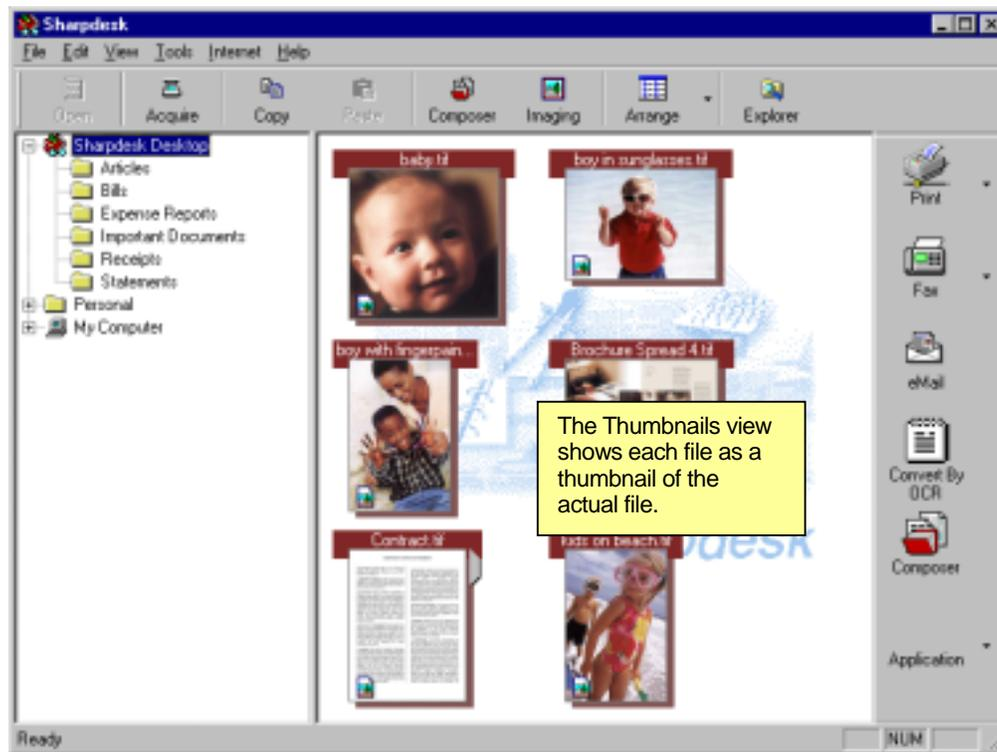 Sharpdesk
File Edit View Tools Internet Help
Open Acquire Copy Paste Composer Imaging Arrange Explorer
Sharpdesk Desktop
Articles
Bills
Expense Reports
Important Documents
Receipts
Statements
Personal
My Computer
baby.tif
boy in sunglasses.tif
boy with fingerpain...
Brochure Spread 4.tif
The Thumbnails view
shows each file as a
thumbnail of the
actual file.
Contract.tif
kids on beach.tif
Print
Fax
eMail
Convert By
OCR
Composer
Application
Ready
NUM